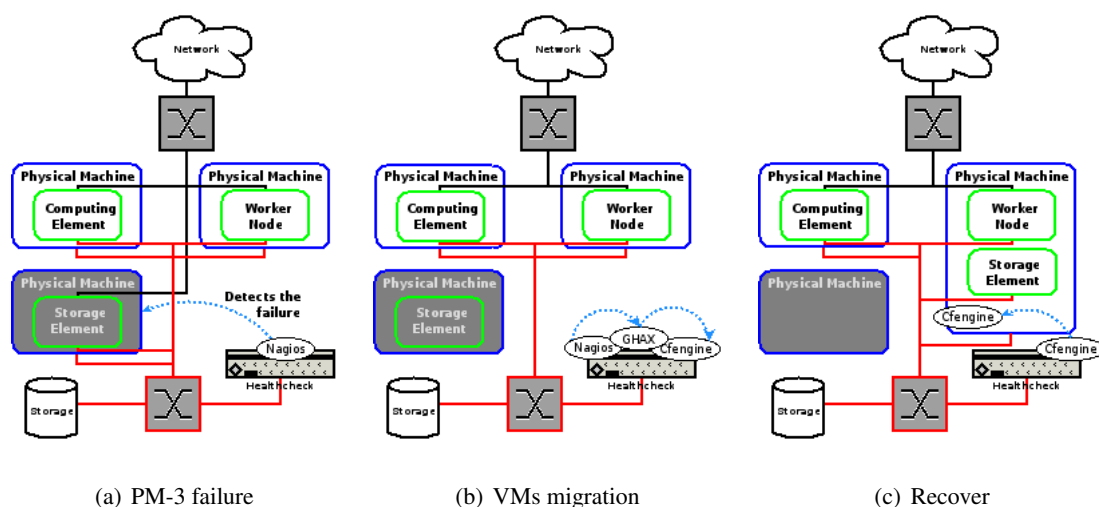 Network
Physical Machine
Physical Machine
Computing
Element
Worker
Node
Physical Machine
Storage
Element
Detects the
failure
Nagios
Healthcheck
Storage
(a) PM-3 failure
Network
Physical Machine
Physical Machine
Computing
Element
Worker
Node
Physical Machine
Storage
Element
Nagios
GHAX
Cfengine
Healthcheck
Storage
(b) VMs migration
Network
Physical Machine
Physical Machine
Computing
Element
Worker
Node
Storage
Element
Physical Machine
Cfengine
Cfengine
Healthcheck
Storage
(c) Recover